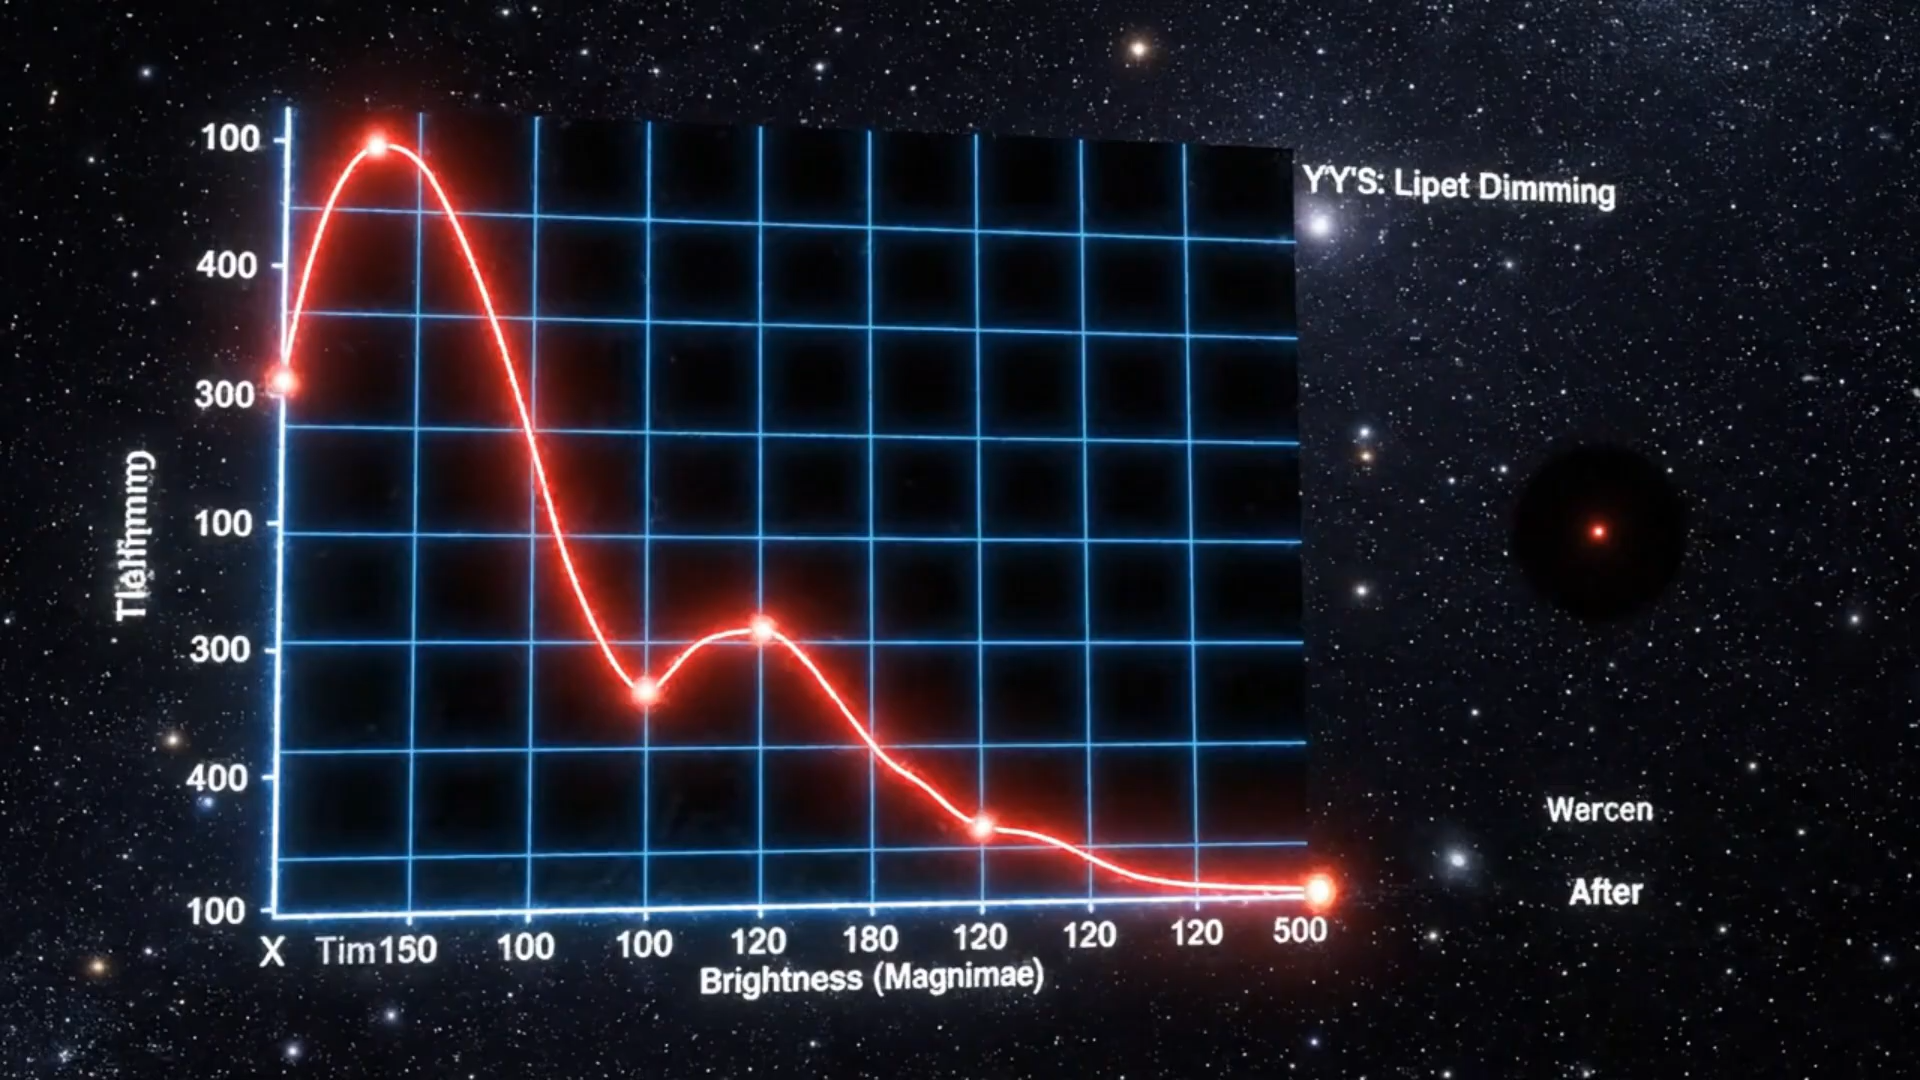 YY'S: Lipet Dimming
100
400
300
100
300
400
100
X Tim150 100 100 120 180 120 120 120 500
Brightness (Magnimae)
Wercen
After